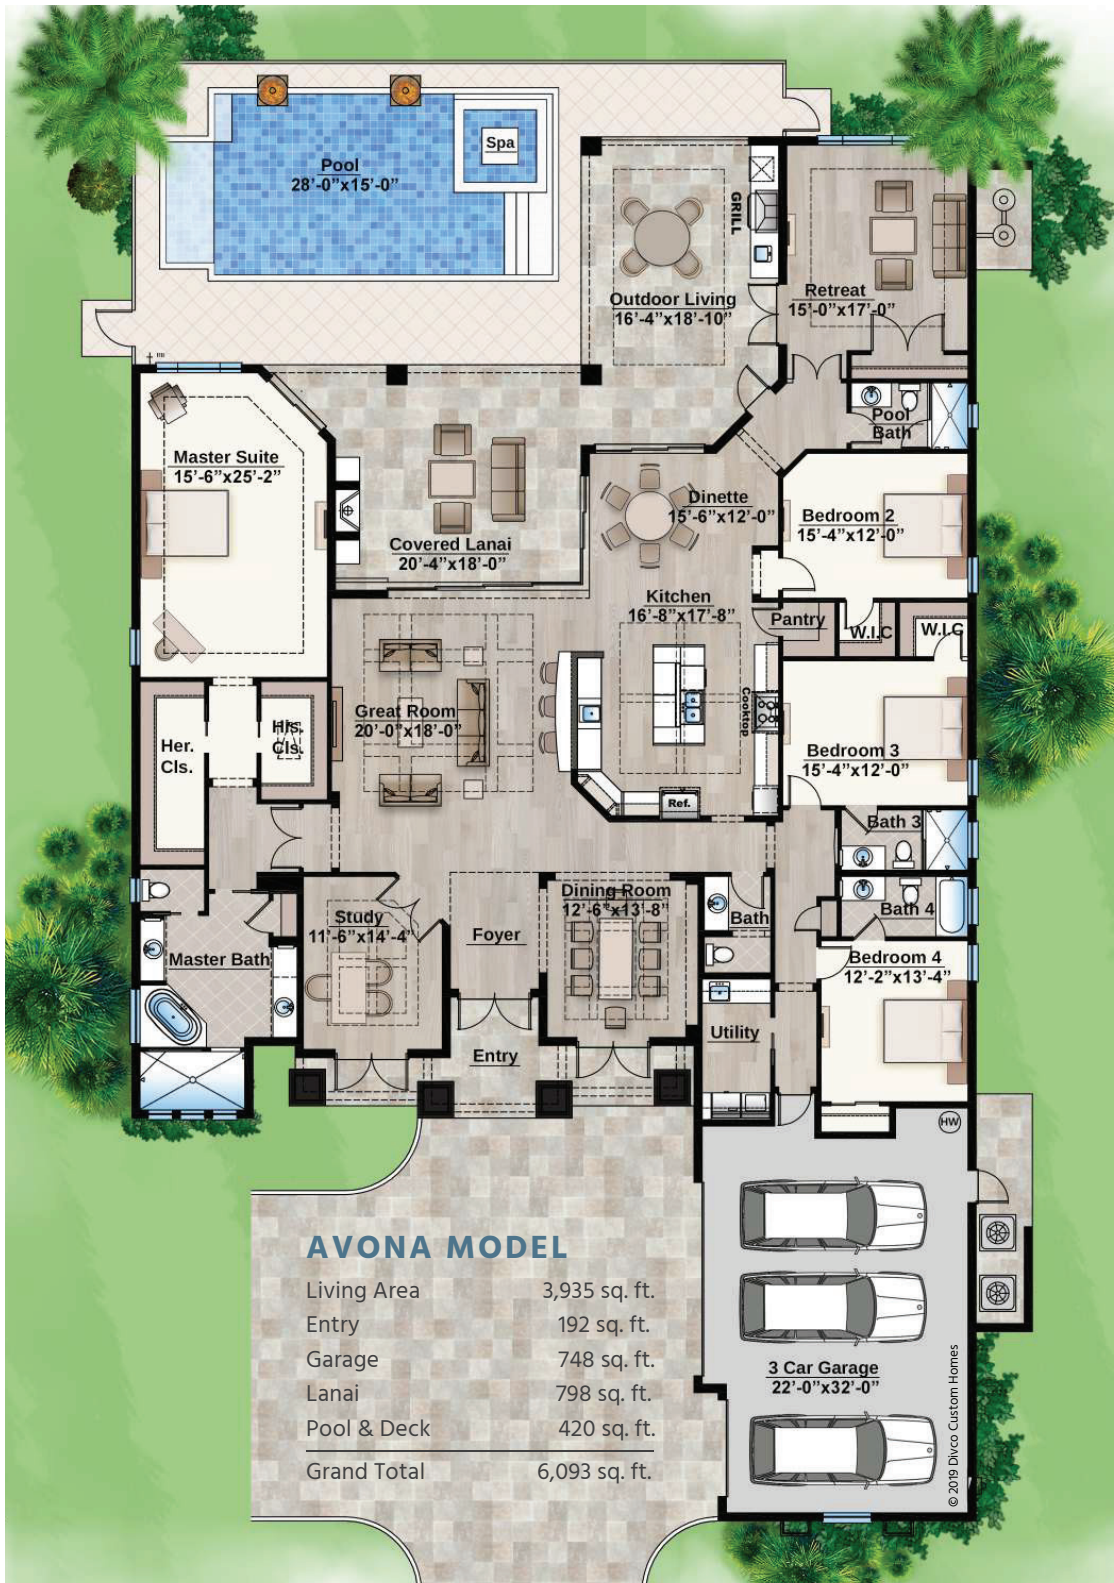 Spa
Pool
28'-0"x15'-0"
GRILL
Outdoor Living
16'-4"x18'-10"
Retreat
15'-0"x17'-0"
Pool
Bath
Master Suite
15'-6"x25'-2"
Dinette
15'-6"x12'-0"
Bedroom 2
15'-4"x12'-0"
Covered Lanai
20'-4"x18'-0"
Kitchen
16'-8"x17'-8"
Pantry
W.I.C
W.I.C
Great Room
20'-0"x18'-0"
Cooktop
Her.
Cls.
His.
Cls.
Bedroom 3
15'-4"x12'-0"
Ref.
Bath 3
Dining Room
12'-6"x13'-8"
Study
11'-6"x14'-4"
Foyer
Bath
Bath 4
Master Bath
Bedroom 4
12'-2"x13'-4"
Utility
Entry
HW
AVONA MODEL
Living Area 3,935 sq. ft.
Entry 192 sq. ft.
Garage 748 sq. ft.
Lanai 798 sq. ft.
Pool & Deck 420 sq. ft.
Grand Total 6,093 sq. ft.
3 Car Garage
22'-0"x32'-0"
© 2019 Divco Custom Homes